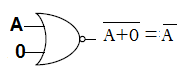 A
0
A̅+̅0̅ = A̅